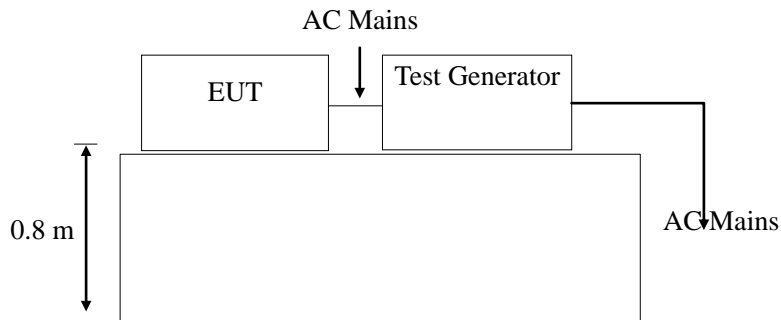 AC Mains
EUT
Test Generator
0.8 m
AC Mains